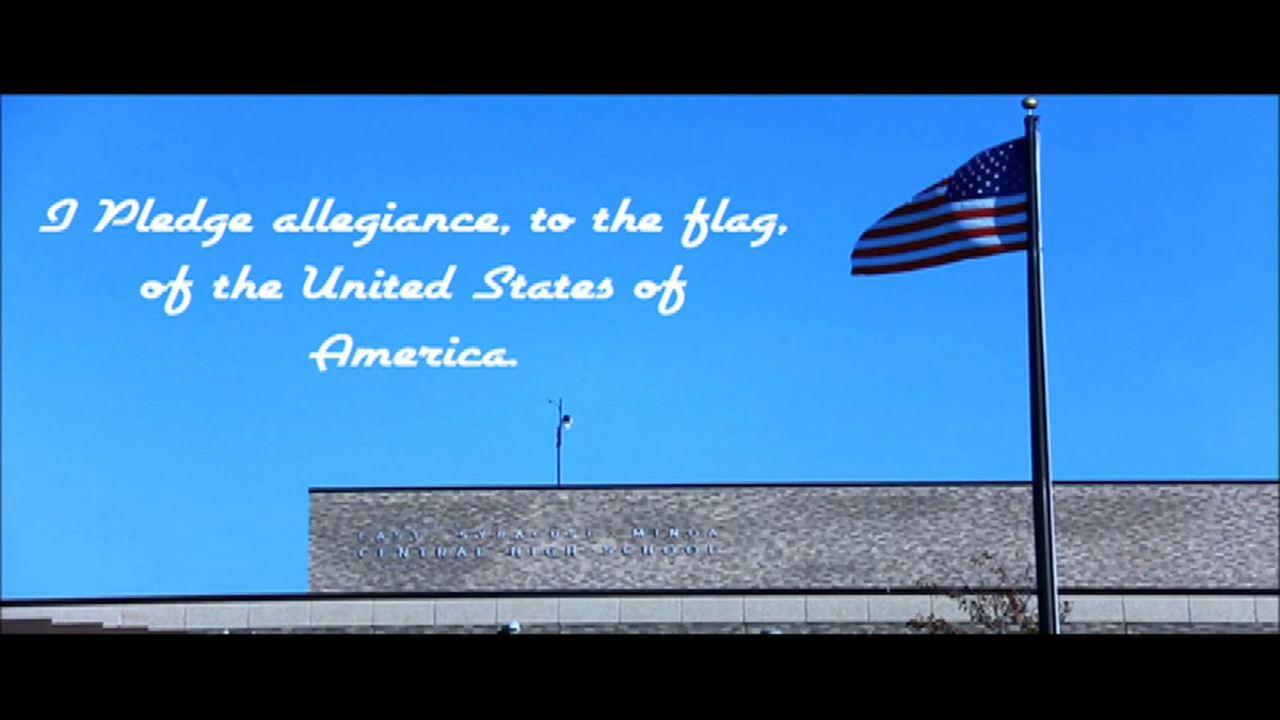 I Pledge allegiance, to the flag,
of the United States of
America.
EAST SYRACUSE MINOA
CENTRAL HIGH SCHOOL